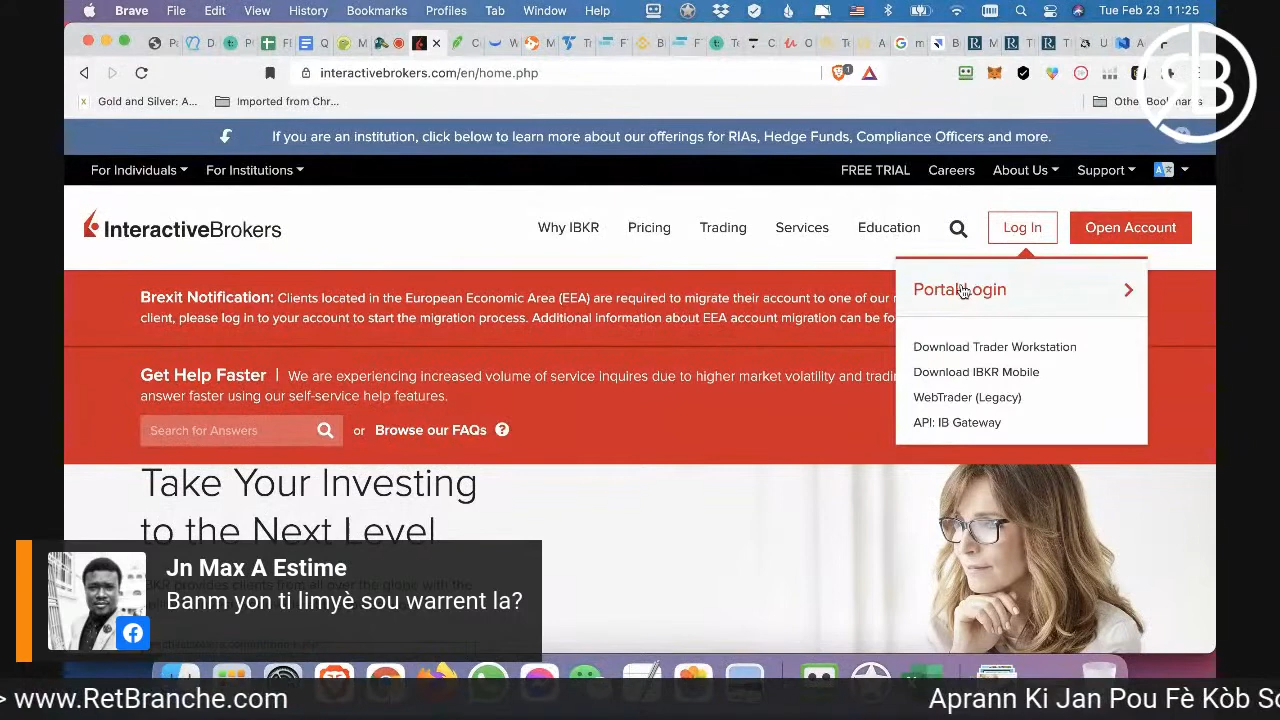 Brave File Edit View History Bookmarks Profiles Tab Window Help Tue Feb 23 11:25
interactivebrokers.com/en/home.php
Gold and Silver: A... Imported from Chr... Other Bookmarks
If you are an institution, click below to learn more about our offerings for RIAs, Hedge Funds, Compliance Officers and more.
For Individuals For Institutions FREE TRIAL Careers About Us Support
InteractiveBrokers Why IBKR Pricing Trading Services Education Log In Open Account
Portal Login
Download Trader Workstation
Download IBKR Mobile
WebTrader (Legacy)
API: IB Gateway
Brexit Notification: Clients located in the European Economic Area (EEA) are required to migrate their account to one of our
client, please log in to your account to start the migration process. Additional information about EEA account migration can be fo
Get Help Faster | We are experiencing increased volume of service inquires due to higher market volatility and tradi
answer faster using our self-service help features.
Search for Answers or Browse our FAQs ?
Take Your Investing
to the Next Level
Jn Max A Estime
Banm yon ti limyè sou warrent la?
> www.RetBranche.com Aprann Ki Jan Pou Fè Kòb So